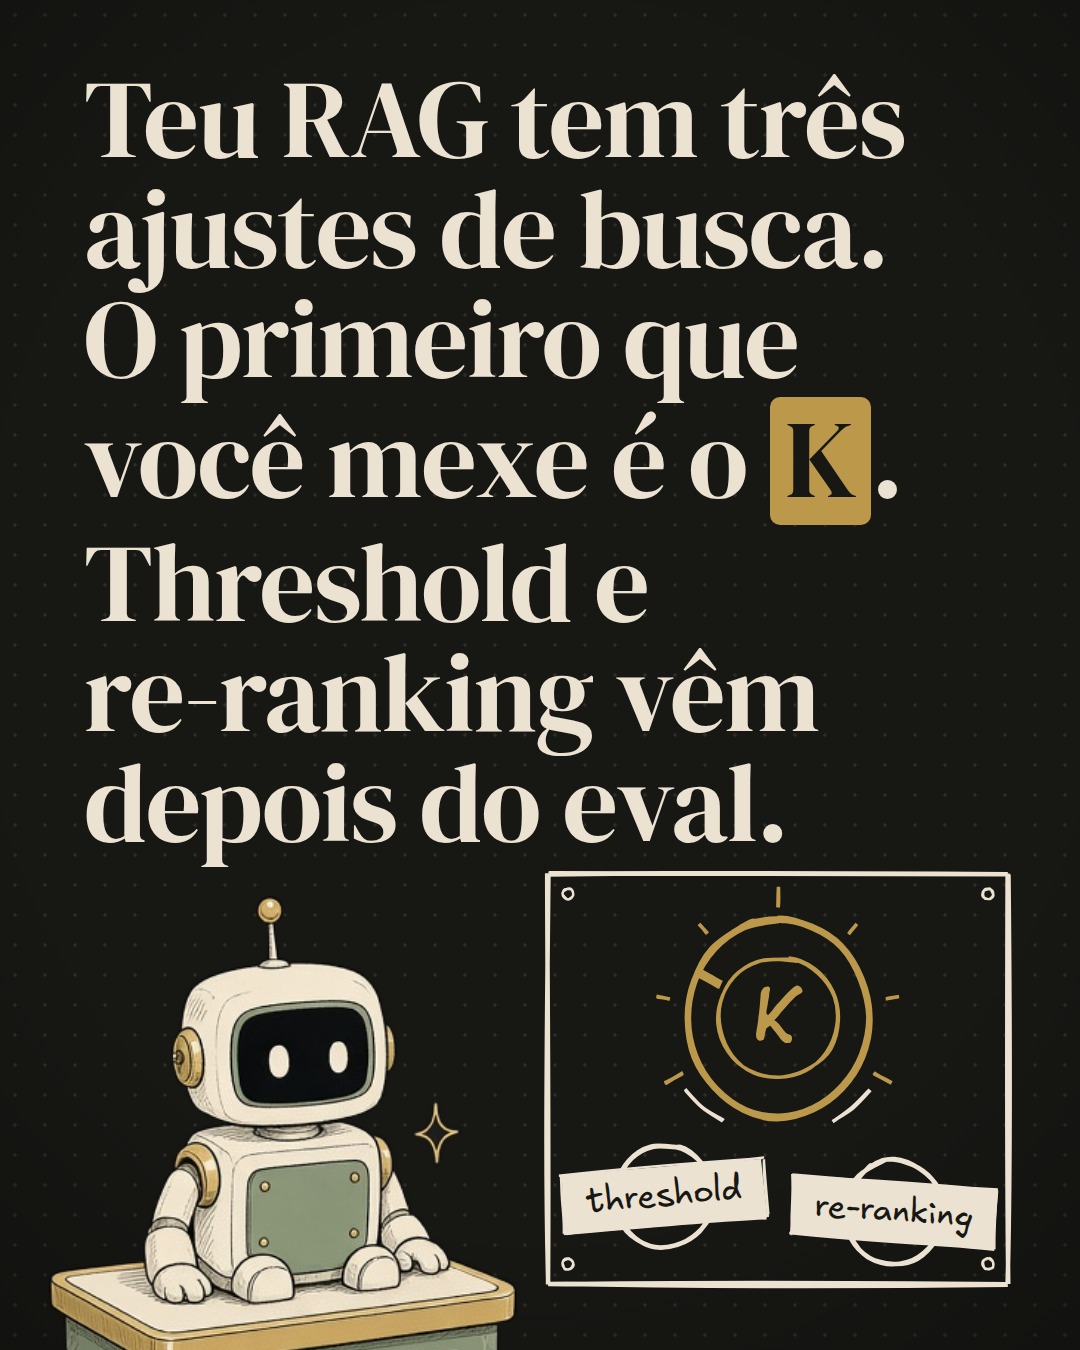 Teu RAG tem três
ajustes de busca.
O primeiro que
você mexe é o K.
Threshold e
re-ranking vêm
depois do eval.
K
threshold
re-ranking